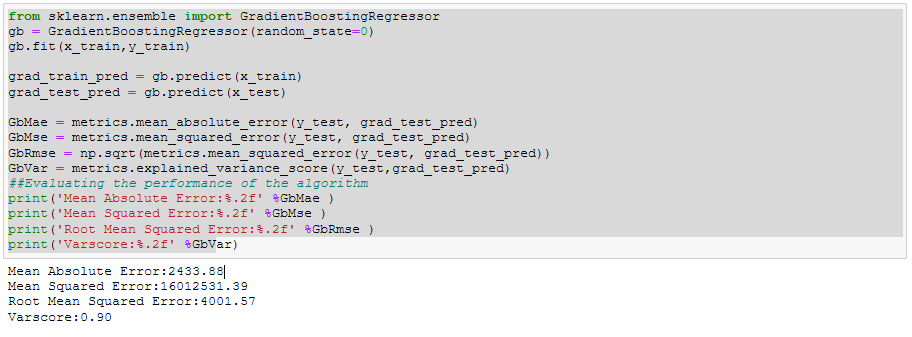 from sklearn.ensemble import GradientBoostingRegressor
gb = GradientBoostingRegressor(random_state=0)
gb.fit(x_train,y_train)
grad_train_pred = gb.predict(x_train)
grad_test_pred = gb.predict(x_test)
GbMae = metrics.mean_absolute_error(y_test, grad_test_pred)
GbMse = metrics.mean_squared_error(y_test, grad_test_pred)
GbRmse = np.sqrt(metrics.mean_squared_error(y_test, grad_test_pred))
GbVar = metrics.explained_variance_score(y_test,grad_test_pred)
##Evaluating the performance of the algorithm
print('Mean Absolute Error:%.2f' %GbMae )
print('Mean Squared Error:%.2f' %GbMse )
print('Root Mean Squared Error:%.2f' %GbRmse )
print('Varscore:%.2f' %GbVar)
Mean Absolute Error:2433.88
Mean Squared Error:16012531.39
Root Mean Squared Error:4001.57
Varscore:0.90